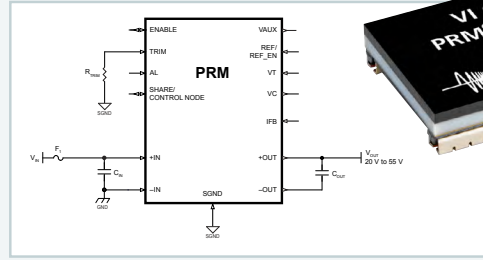 ENABLE
TRIM
AL
SHARE/
CONTROL NODE
PRM
VAUX
REF/
REF_EN
VT
VC
IFB
R TRIM
SGND
V IN
F 1
+IN
C IN
–IN
GND
SGND
SGND
+OUT
–OUT
C OUT
V OUT
20 V to 55 V
VI
PRM